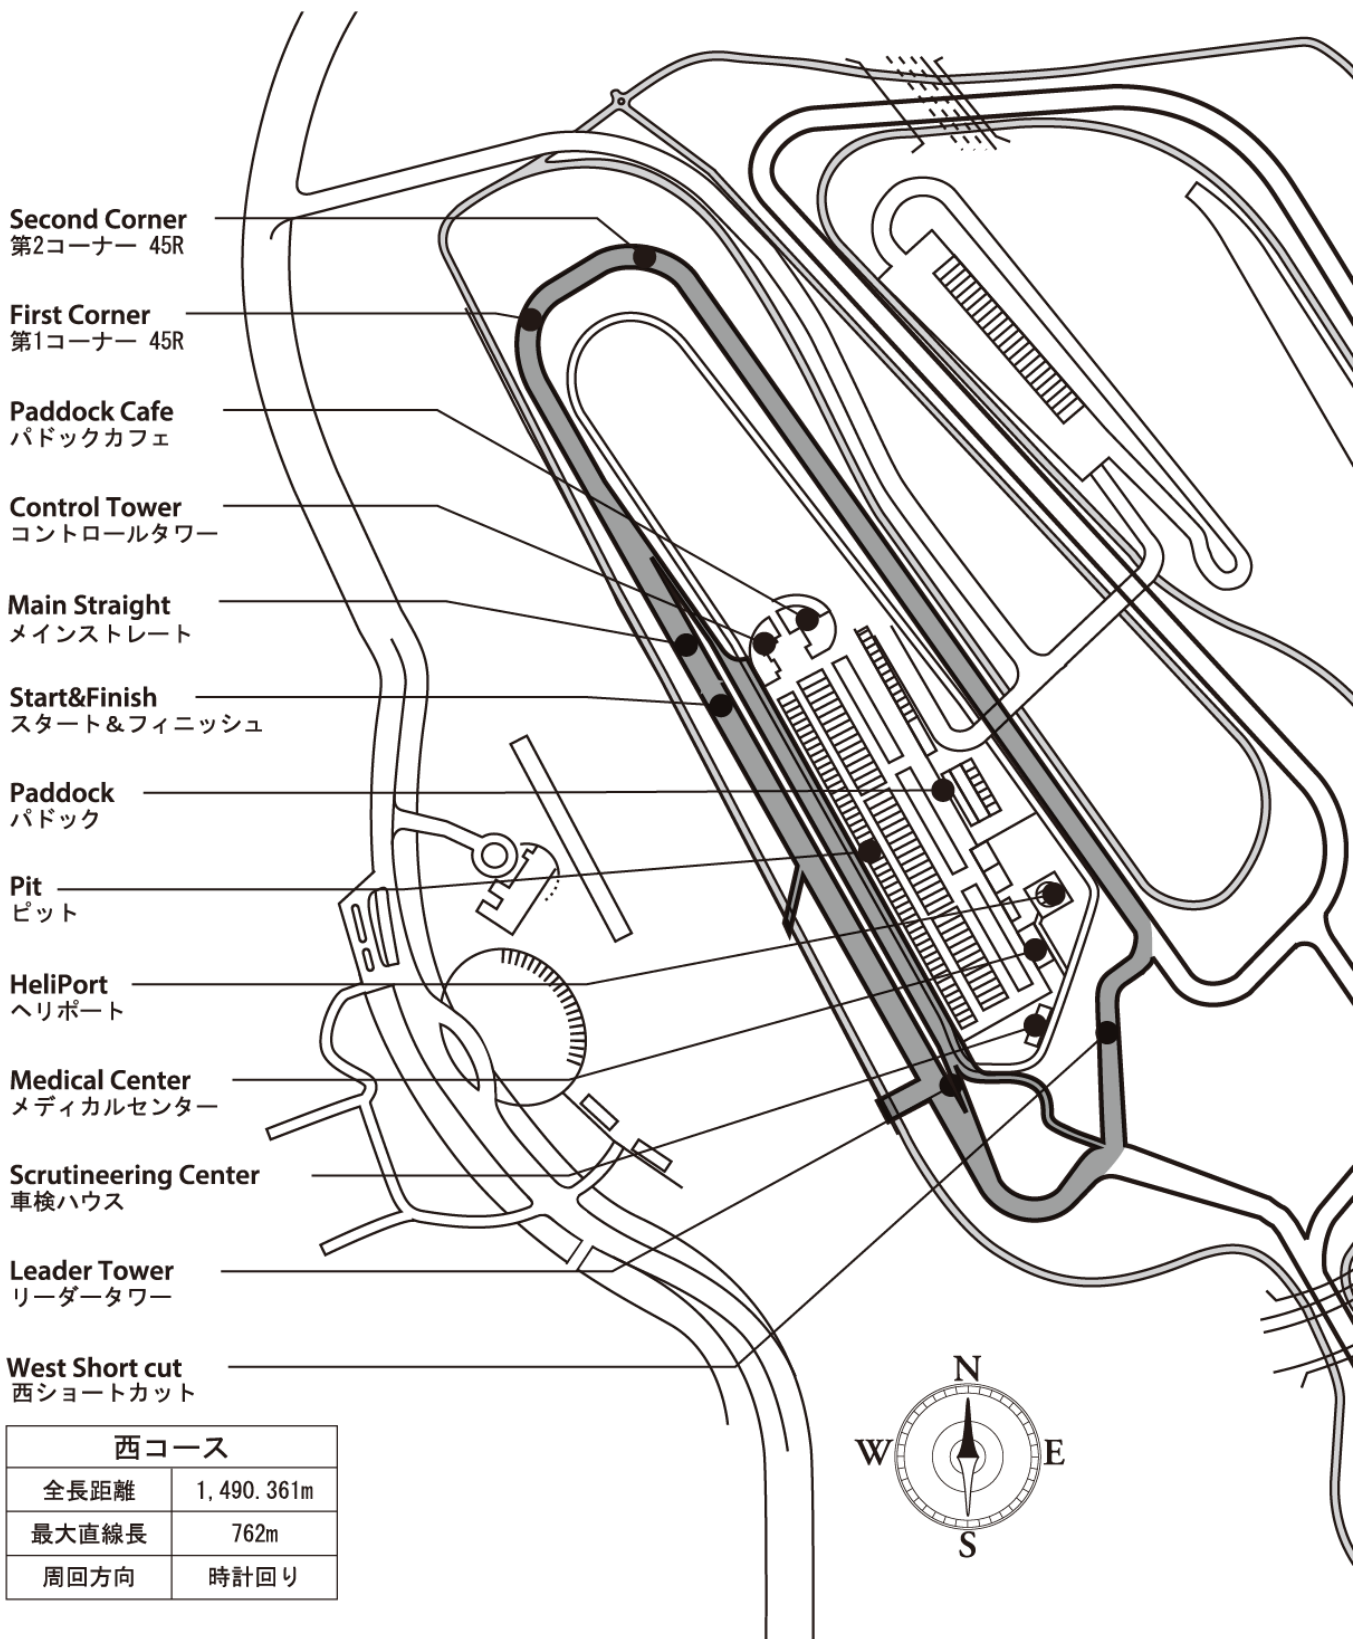 Second Corner
第2コーナー 45R
First Corner
第1コーナー 45R
Paddock Cafe
パドックカフェ
Control Tower
コントロールタワー
Main Straight
メインストレート
Start&Finish
スタート＆フィニッシュ
Paddock
パドック
Pit
ピット
HeliPort
ヘリポート
Medical Center
メディカルセンター
Scrutineering Center
車検ハウス
Leader Tower
リーダータワー
West Short cut
西ショートカット
西コース
全長距離 1,490.361m
最大直線長 762m
周回方向 時計回り
N
W E
S